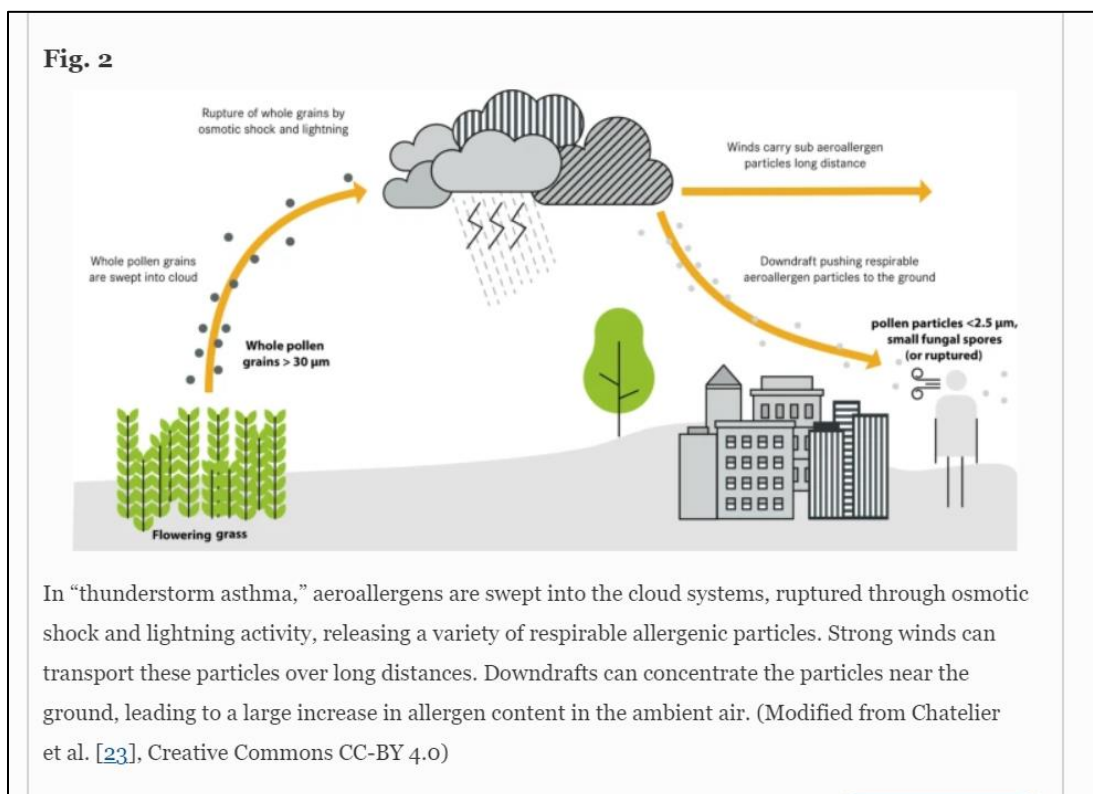 Fig. 2
Rupture of whole grains by
osmotic shock and lightning
Winds carry sub aeroallergen
particles long distance
Whole pollen grains
are swept into cloud
Downdraft pushing respirable
aeroallergen particles to the ground
pollen particles <2.5 µm,
small fungal spores
(or ruptured)
Whole pollen
grains > 30 µm
Flowering grass
In “thunderstorm asthma,” aeroallergens are swept into the cloud systems, ruptured through osmotic
shock and lightning activity, releasing a variety of respirable allergenic particles. Strong winds can
transport these particles over long distances. Downdrafts can concentrate the particles near the
ground, leading to a large increase in allergen content in the ambient air. (Modified from Chatelier
et al. [23], Creative Commons CC-BY 4.0)